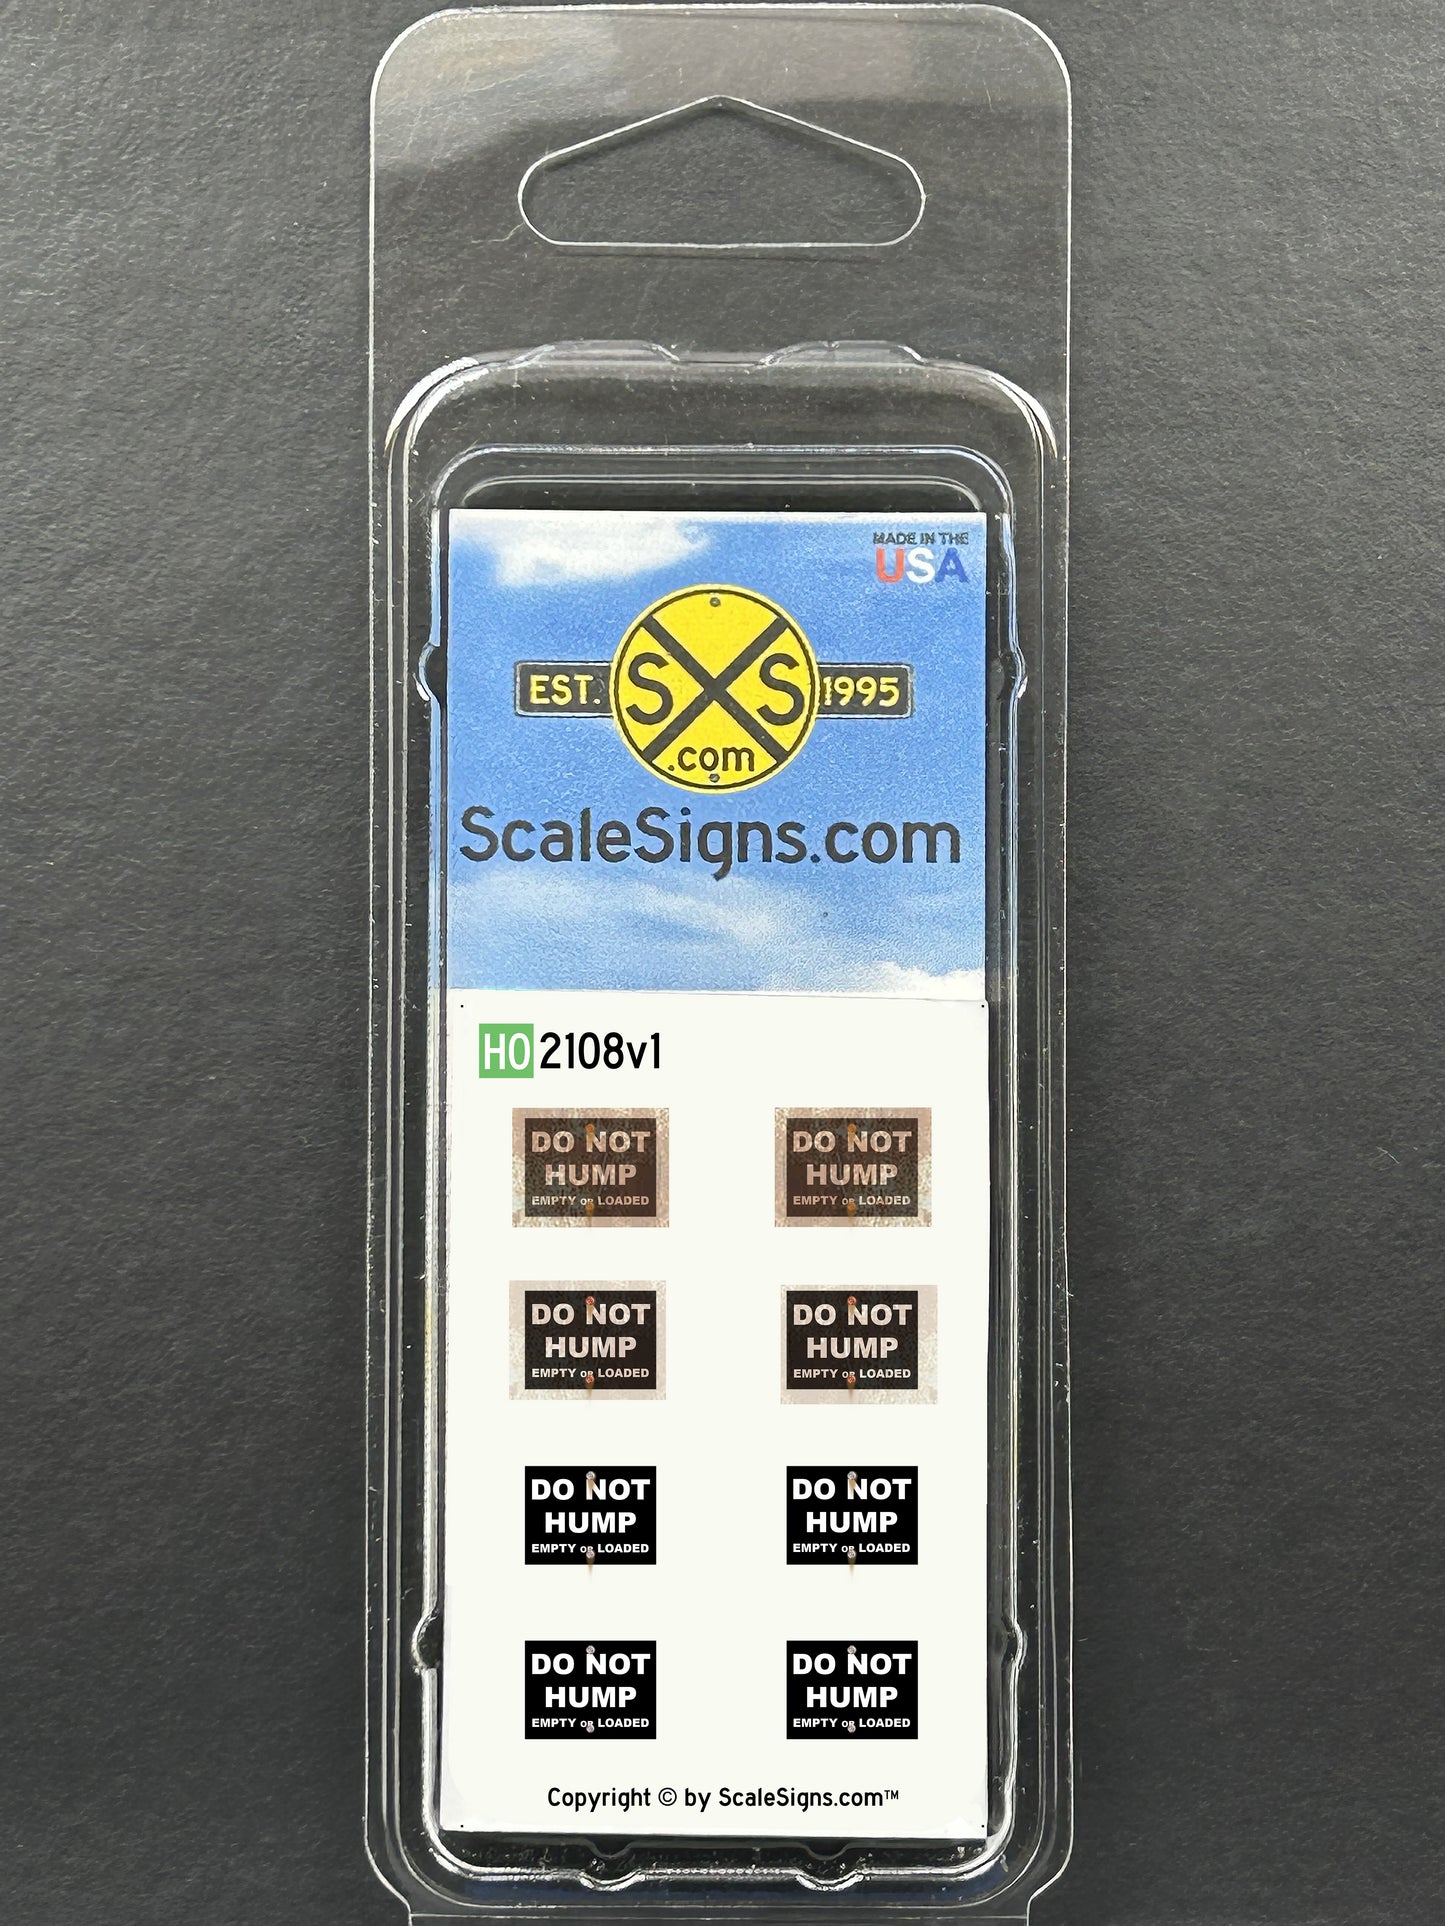 MADE IN THE
USA
EST. SXS 1995
.com
ScaleSigns.com
HO 2108v1
DO NOT
HUMP
EMPTY OR LOADED
DO NOT
HUMP
EMPTY OR LOADED
DO NOT
HUMP
EMPTY OR LOADED
DO NOT
HUMP
EMPTY OR LOADED
DO NOT
HUMP
EMPTY OR LOADED
DO NOT
HUMP
EMPTY OR LOADED
DO NOT
HUMP
EMPTY OR LOADED
DO NOT
HUMP
EMPTY OR LOADED
Copyright © by ScaleSigns.com™